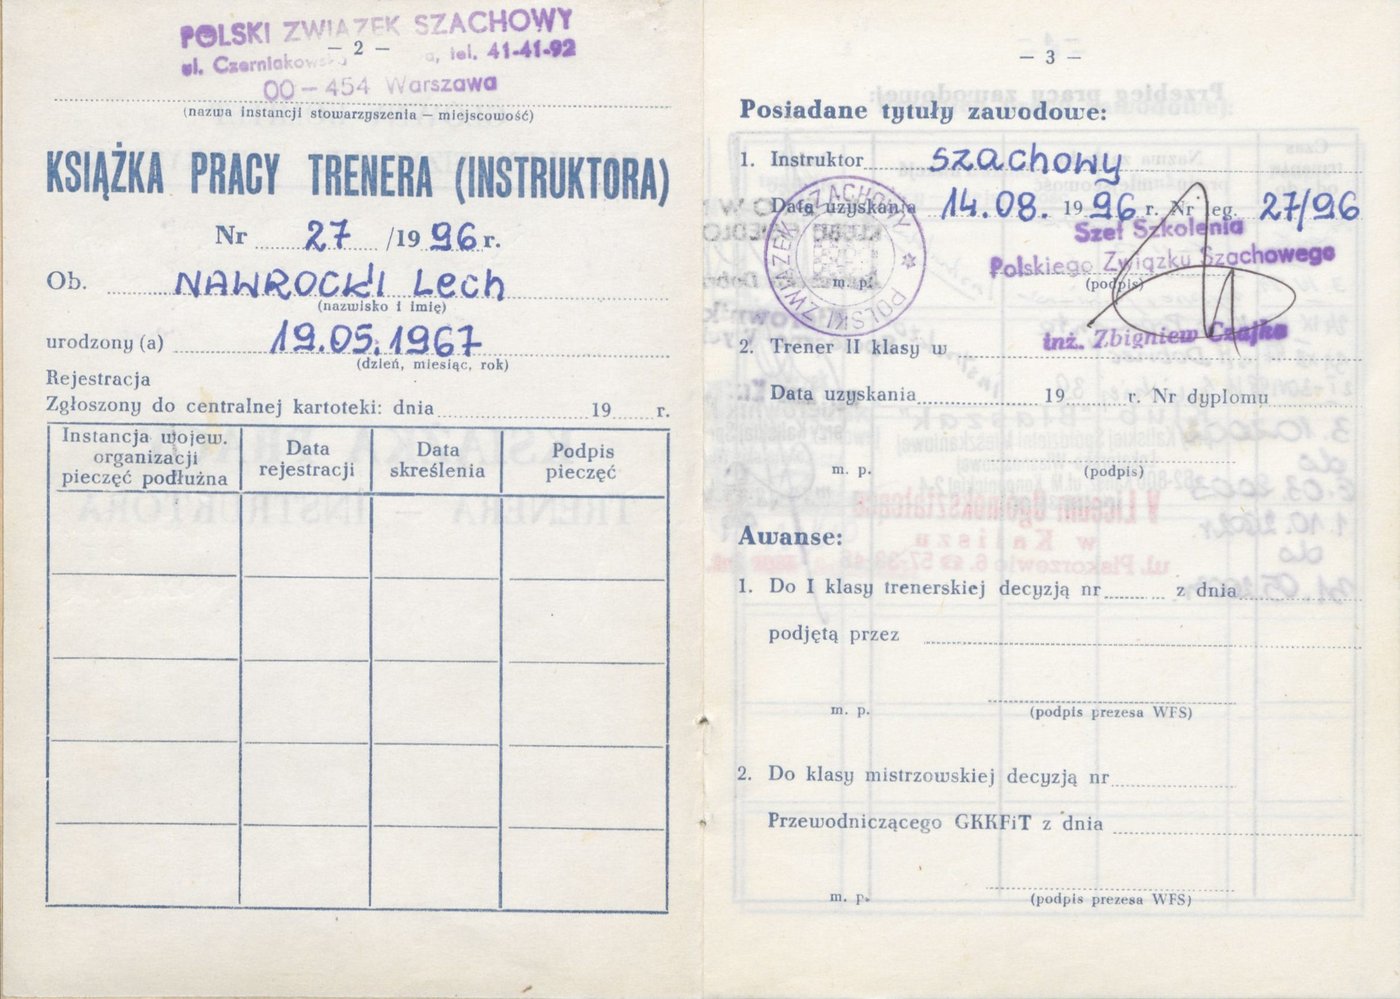 POLSKI ZWIĄZEK SZACHOWY
— 2 —
ul. Czerniakowska tel. 41-41-92
00-454 Warszawa
(nazwa instancji stowarzyszenia — miejscowość)
KSIĄŻKA PRACY TRENERA (INSTRUKTORA)
Nr 27 /1996 r.
Ob. NAWROCKI Lech
(nazwisko i imię)
urodzony (a) 19.05.1967
(dzień, miesiąc, rok)
Rejestracja
Zgłoszony do centralnej kartoteki: dnia 19 r.
Instancja wojew. organizacji pieczęć podłużna
Data rejestracji
Data skreślenia
Podpis pieczęć
— 3 —
Posiadane tytuły zawodowe:
1. Instruktor szachowy
Data uzyskania 14.08. 1996 r. Nr leg. 27/96
Szef Szkolenia
Polskiego Związku Szachowego
(podpis)
m. p.
POLSKI ZWIĄZEK SZACHOWY
inż. Zbigniew Czajka
2. Trener II klasy w
Data uzyskania 19 r. Nr dyplomu
m. p. (podpis)
Awanse:
1. Do I klasy trenerskiej decyzją nr z dnia
podjętą przez
m. p. (podpis prezesa WFS)
2. Do klasy mistrzowskiej decyzją nr
Przewodniczącego GKKFiT z dnia
m. p. (podpis prezesa WFS)